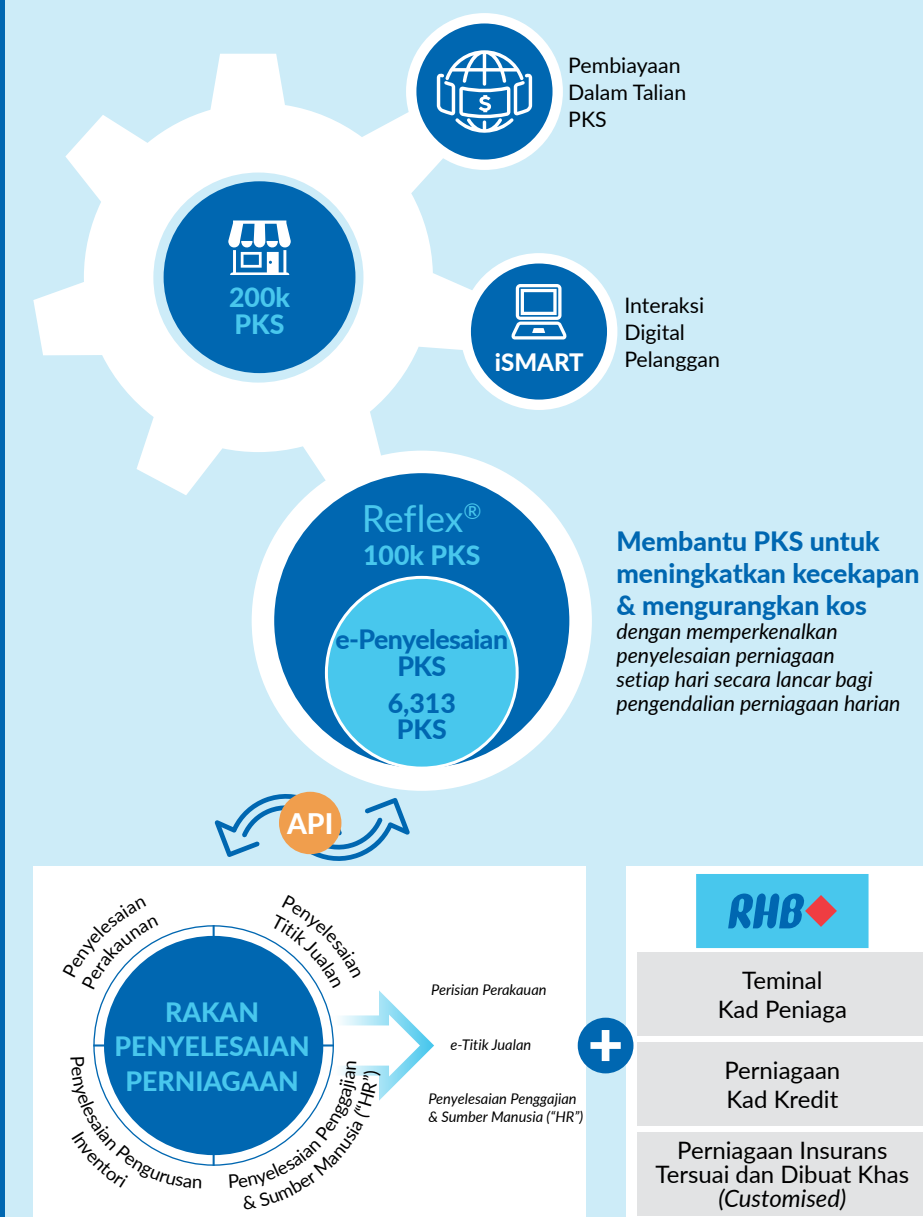 Pembiayaan
Dalam Talian
PKS
$
200k
PKS
iSMART
Interaksi
Digital
Pelanggan
Reflex®
100k PKS
e-Penyelesaian
PKS
6,313
PKS
Membantu PKS untuk
meningkatkan kecekapan
& mengurangkan kos
dengan memperkenalkan
penyelesaian perniagaan
setiap hari secara lancar bagi
pengendalian perniagaan harian
API
Penyelesaian
Perakaunan
Penyelesaian
Titik Jualan
RAKAN
PENYELESAIAN
PERNIAGAAN
Penyelesaian Pengurusan
Inventori
Penyelesaian Penggajian
& Sumber Manusia (“HR”)
Perisian Perakauan
e-Titik Jualan
Penyelesaian Penggajian
& Sumber Manusia (“HR”)
+
RHB
Teminal
Kad Peniaga
Perniagaan
Kad Kredit
Perniagaan Insurans
Tersuai dan Dibuat Khas
(Customised)